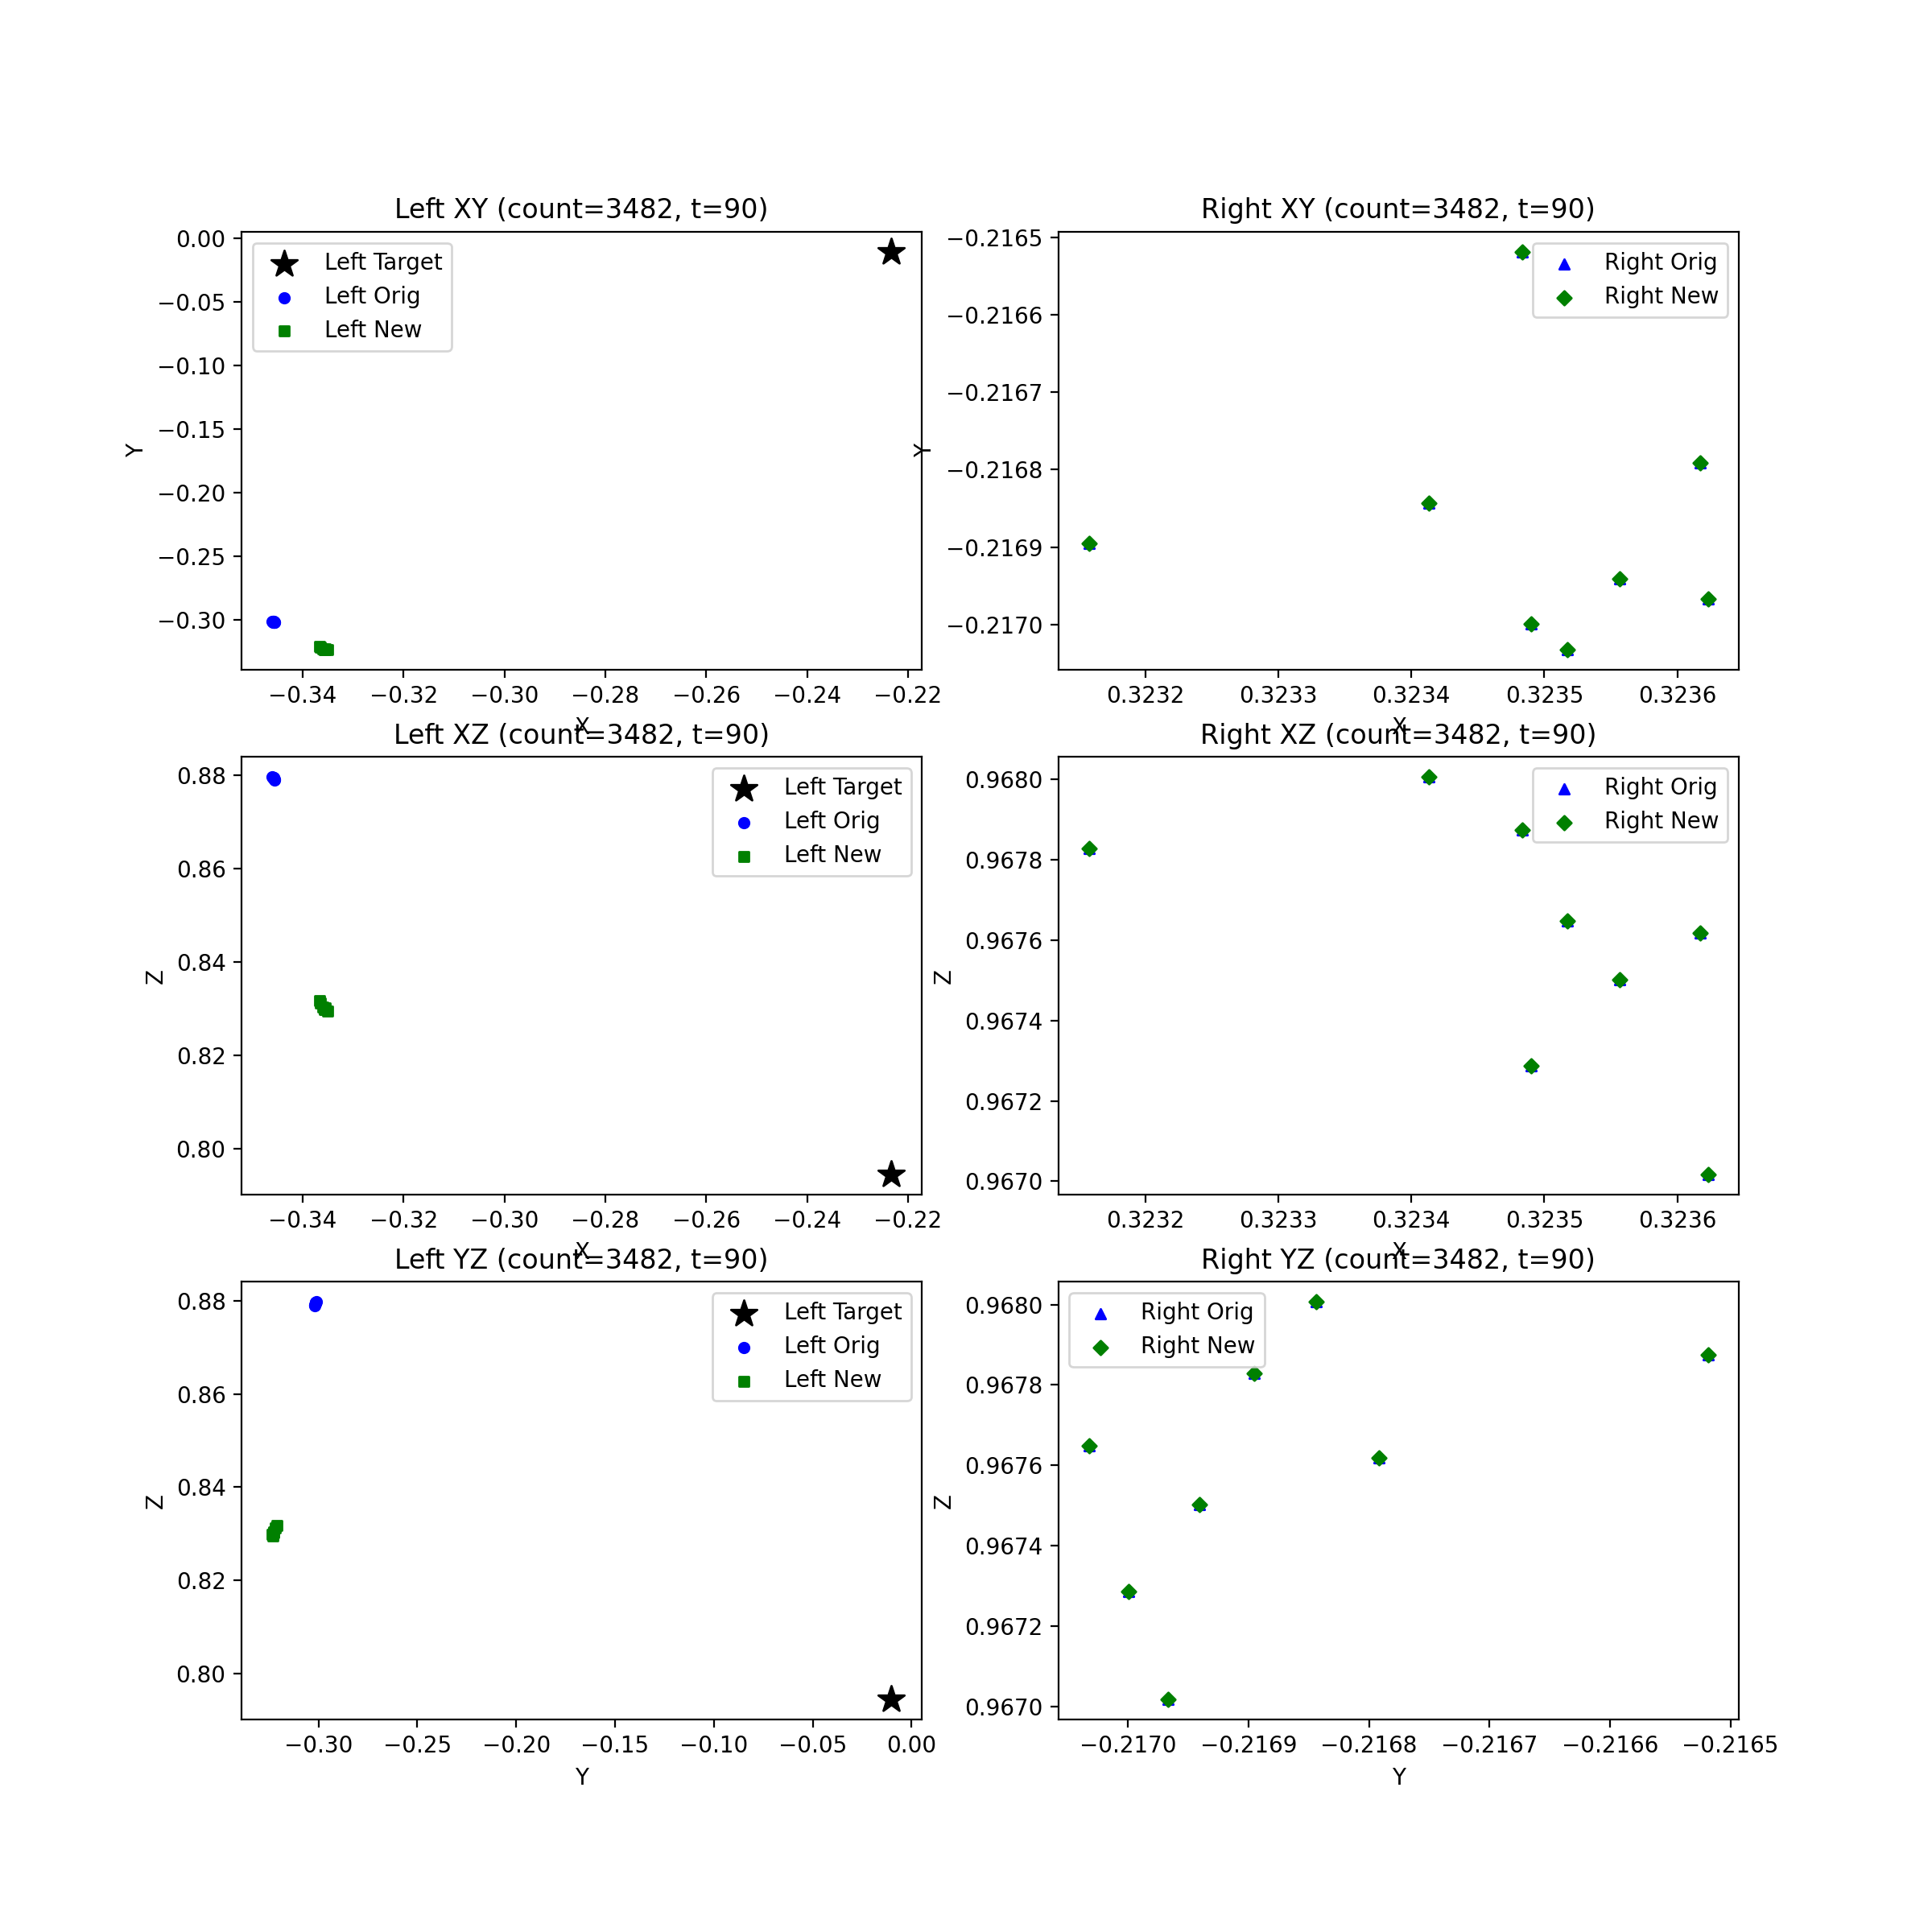 Left XY (count=3482, t=90)
Left Target
Left Orig
Left New
0.00
−0.05
−0.10
−0.15
−0.20
−0.25
−0.30
Y
−0.34
−0.32
−0.30
−0.28
−0.26
−0.24
−0.22
X
Right XY (count=3482, t=90)
Right Orig
Right New
−0.2165
−0.2166
−0.2167
−0.2168
−0.2169
−0.2170
Y
0.3232
0.3233
0.3234
0.3235
0.3236
X
Left XZ (count=3482, t=90)
Left Target
Left Orig
Left New
0.88
0.86
0.84
0.82
0.80
Z
−0.34
−0.32
−0.30
−0.28
−0.26
−0.24
−0.22
X
Right XZ (count=3482, t=90)
Right Orig
Right New
0.9680
0.9678
0.9676
0.9674
0.9672
0.9670
Z
0.3232
0.3233
0.3234
0.3235
0.3236
X
Left YZ (count=3482, t=90)
Left Target
Left Orig
Left New
0.88
0.86
0.84
0.82
0.80
Z
−0.30
−0.25
−0.20
−0.15
−0.10
−0.05
0.00
Y
Right YZ (count=3482, t=90)
Right Orig
Right New
0.9680
0.9678
0.9676
0.9674
0.9672
0.9670
Z
−0.2170
−0.2169
−0.2168
−0.2167
−0.2166
−0.2165
Y